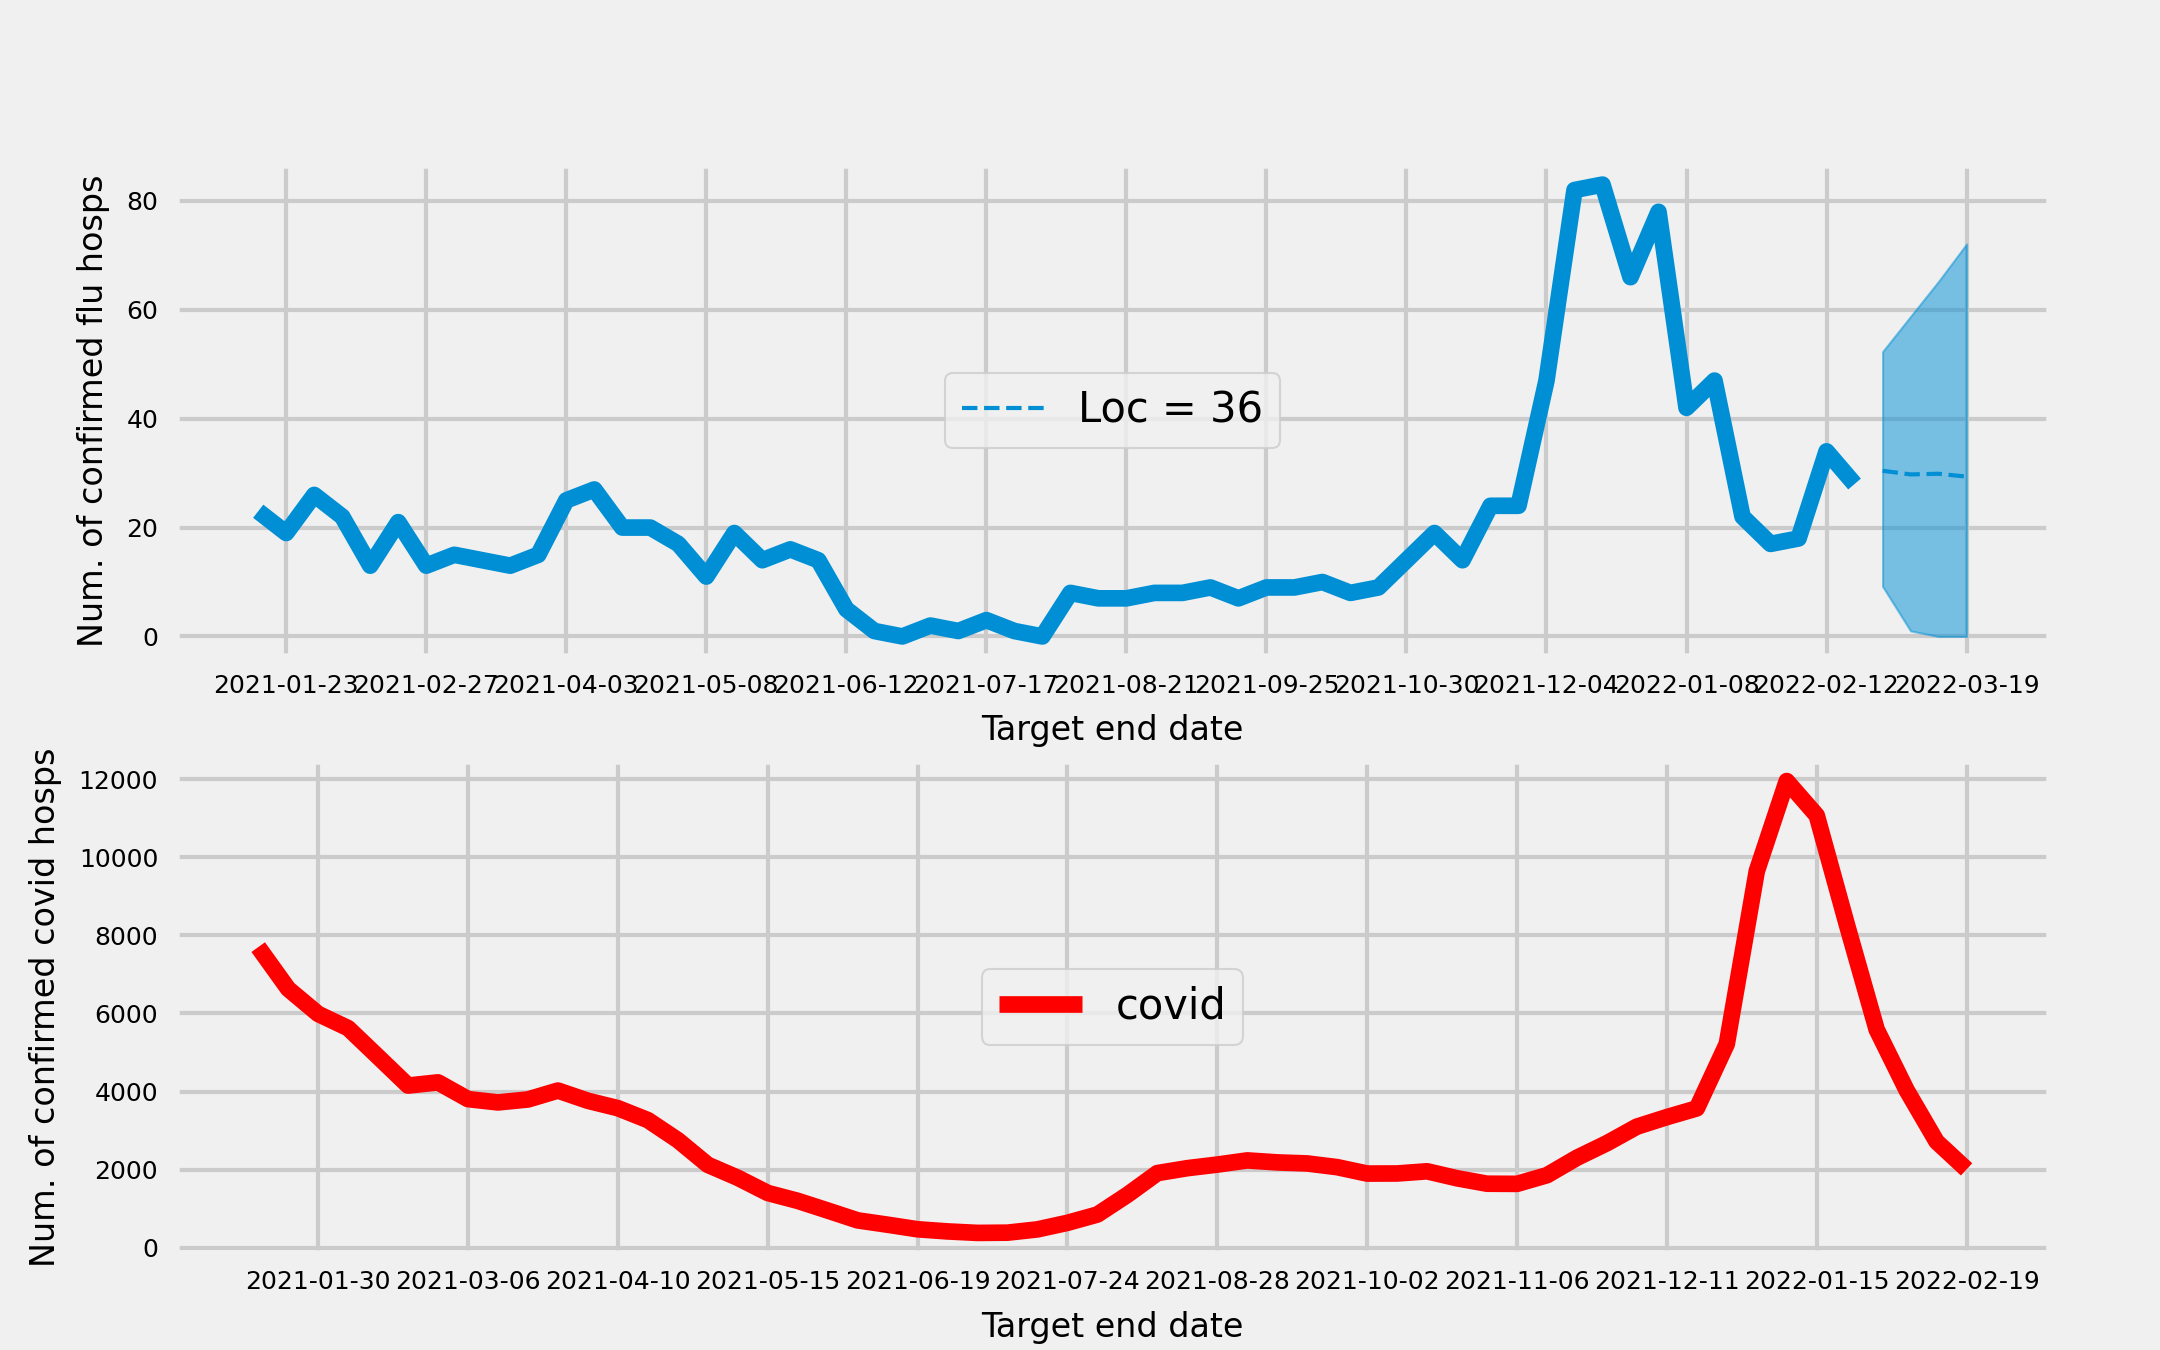 Num. of confirmed flu hosps
80
60
40
20
0
Loc = 36
2021-01-23 2021-02-27 2021-04-03 2021-05-08 2021-06-12 2021-07-17 2021-08-21 2021-09-25 2021-10-30 2021-12-04 2022-01-08 2022-02-12 2022-03-19
Target end date
Num. of confirmed covid hosps
12000
10000
8000
6000
4000
2000
0
covid
2021-01-30 2021-03-06 2021-04-10 2021-05-15 2021-06-19 2021-07-24 2021-08-28 2021-10-02 2021-11-06 2021-12-11 2022-01-15 2022-02-19
Target end date